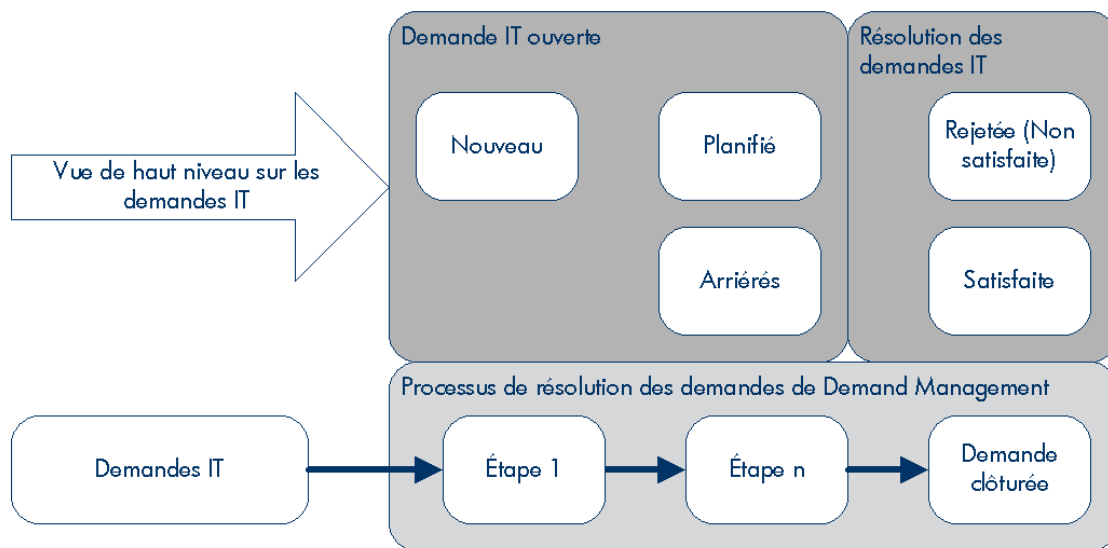 Demande IT ouverte
Résolution des
demandes IT
Nouveau
Planifié
Rejetée (Non
satisfaite)
Vue de haut niveau sur les
demandes IT
Arriérés
Satisfaite
Processus de résolution des demandes de Demand Management
Demandes IT
Étape 1
Étape n
Demande
clôturée